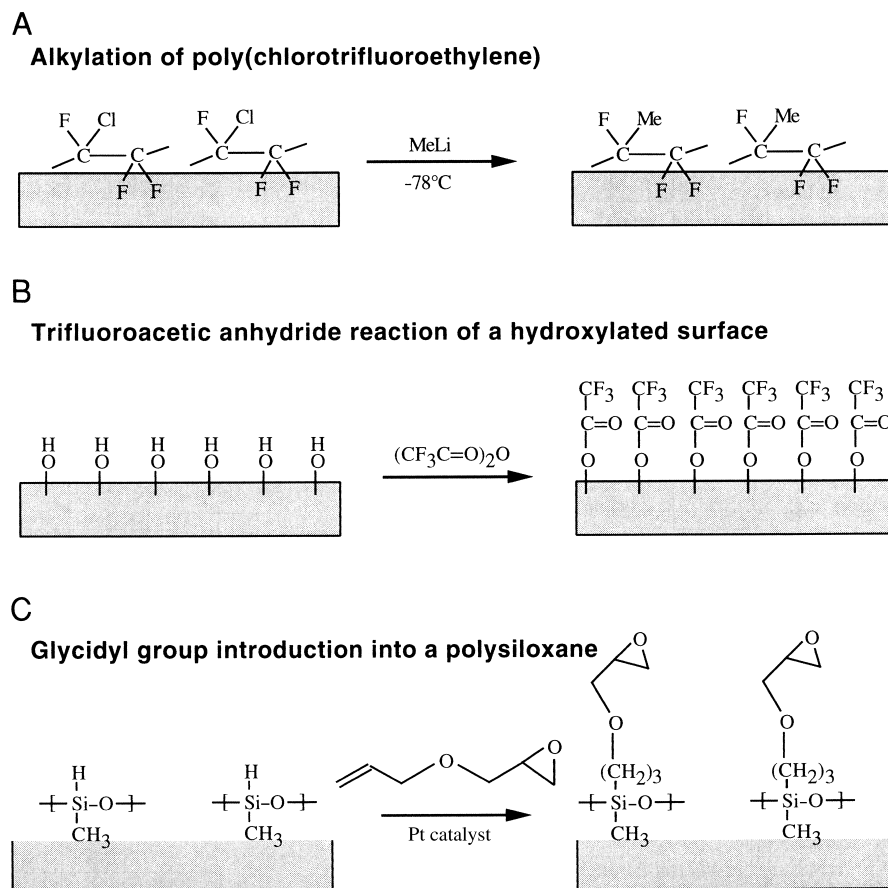 A
Alkylation of poly(chlorotrifluoroethylene)
F Cl F Cl
C C C C
F F F F
MeLi
-78°C
F Me F Me
C C C C
F F F F
B
Trifluoroacetic anhydride reaction of a hydroxylated surface
H H H H H H
O O O O O O
(CF3C=O)2O
CF3 CF3 CF3 CF3 CF3 CF3
C=O C=O C=O C=O C=O C=O
O O O O O O
C
Glycidyl group introduction into a polysiloxane
H H
[Si-O] [Si-O]
CH3 CH3
O O
Pt catalyst
O O
O O
(CH2)3 (CH2)3
[Si-O] [Si-O]
CH3 CH3